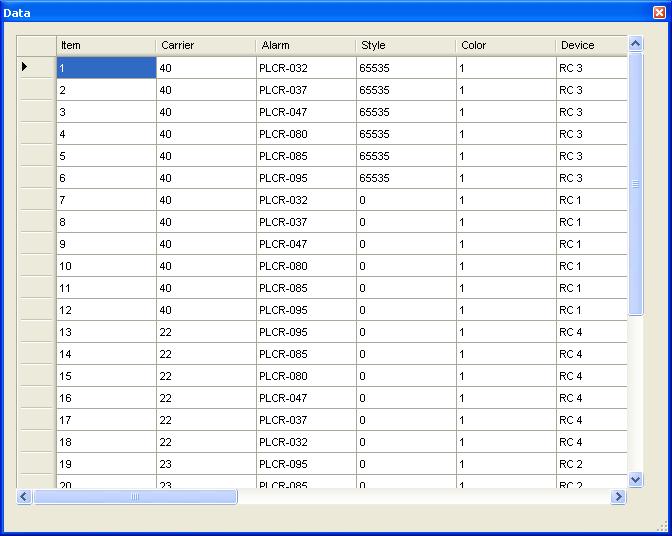 Data
Item Carrier Alarm Style Color Device
1 40 PLCR-032 65535 1 RC 3
2 40 PLCR-037 65535 1 RC 3
3 40 PLCR-047 65535 1 RC 3
4 40 PLCR-080 65535 1 RC 3
5 40 PLCR-085 65535 1 RC 3
6 40 PLCR-095 65535 1 RC 3
7 40 PLCR-032 0 1 RC 1
8 40 PLCR-037 0 1 RC 1
9 40 PLCR-047 0 1 RC 1
10 40 PLCR-080 0 1 RC 1
11 40 PLCR-085 0 1 RC 1
12 40 PLCR-095 0 1 RC 1
13 22 PLCR-095 0 1 RC 4
14 22 PLCR-085 0 1 RC 4
15 22 PLCR-080 0 1 RC 4
16 22 PLCR-047 0 1 RC 4
17 22 PLCR-037 0 1 RC 4
18 22 PLCR-032 0 1 RC 4
19 23 PLCR-095 0 1 RC 2
20 23 PLCR-085 0 1 RC 2